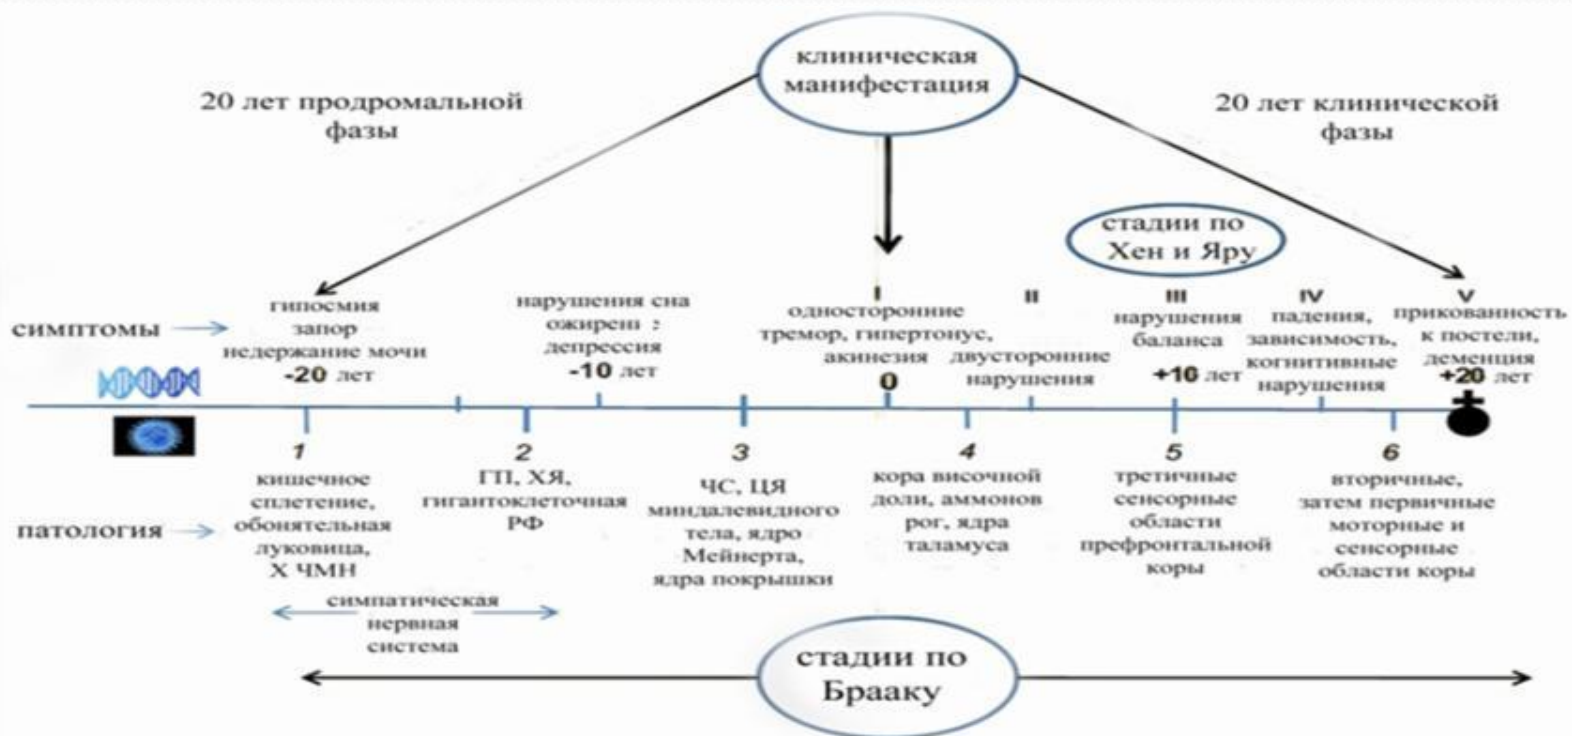 клиническая
манифестация
20 лет продромальной
фазы
20 лет клинической
фазы
стадии по
Хен и Яру
симптомы
гипосмия
запор
недержание мочи
-20 лет
нарушения сна
депрессия
-10 лет
I
односторонние
тремор, гипертонус,
акинезия
0
II
двусторонние
нарушения
III
нарушения
баланса
+10 лет
IV
падения,
зависимость,
когнитивные
нарушения
V
прикованность
к постели,
деменция
+20 лет
1
2
3
4
5
6
патология
кишечное
сплетение,
обонятельная
луковица,
X ЧМН
ГП, ХЯ,
гигантоклеточная
РФ
ЧС, ЦЯ
миндалевидного
тела, ядро
Мейнерта,
ядра покрышки
кора височной
доли, аммонов
рог, ядра
таламуса
третичные
сенсорные
области
префронтальной
коры
вторичные,
затем первичные
моторные и
сенсорные
области коры
симпатическая
нервная
система
стадии по
Брааку